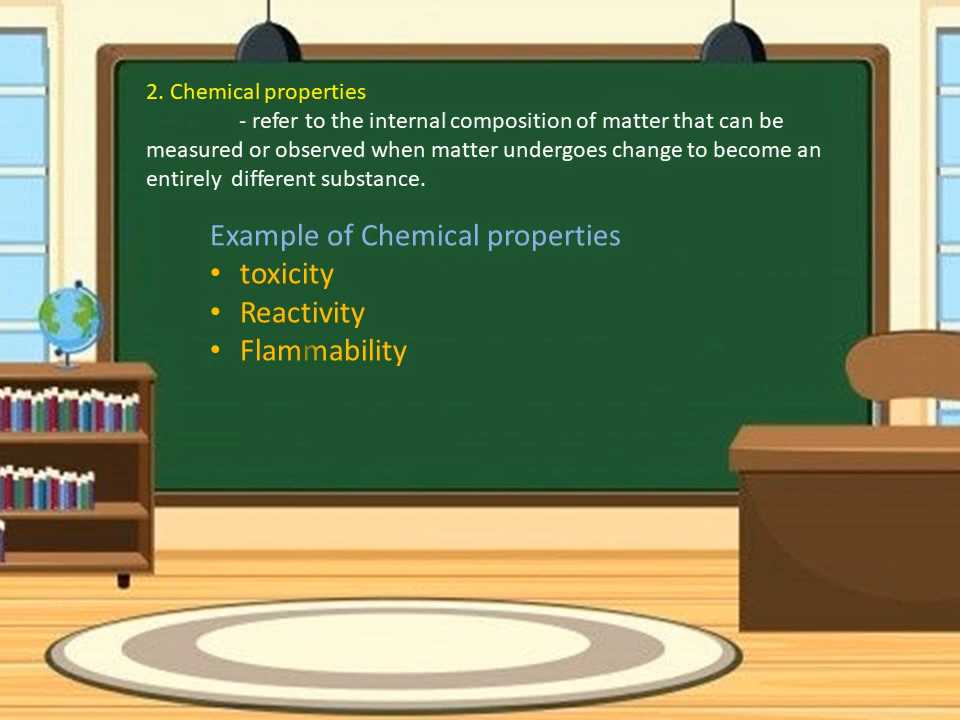 2. Chemical properties
- refer to the internal composition of matter that can be
measured or observed when matter undergoes change to become an
entirely different substance.
Example of Chemical properties
• toxicity
• Reactivity
• Flammability